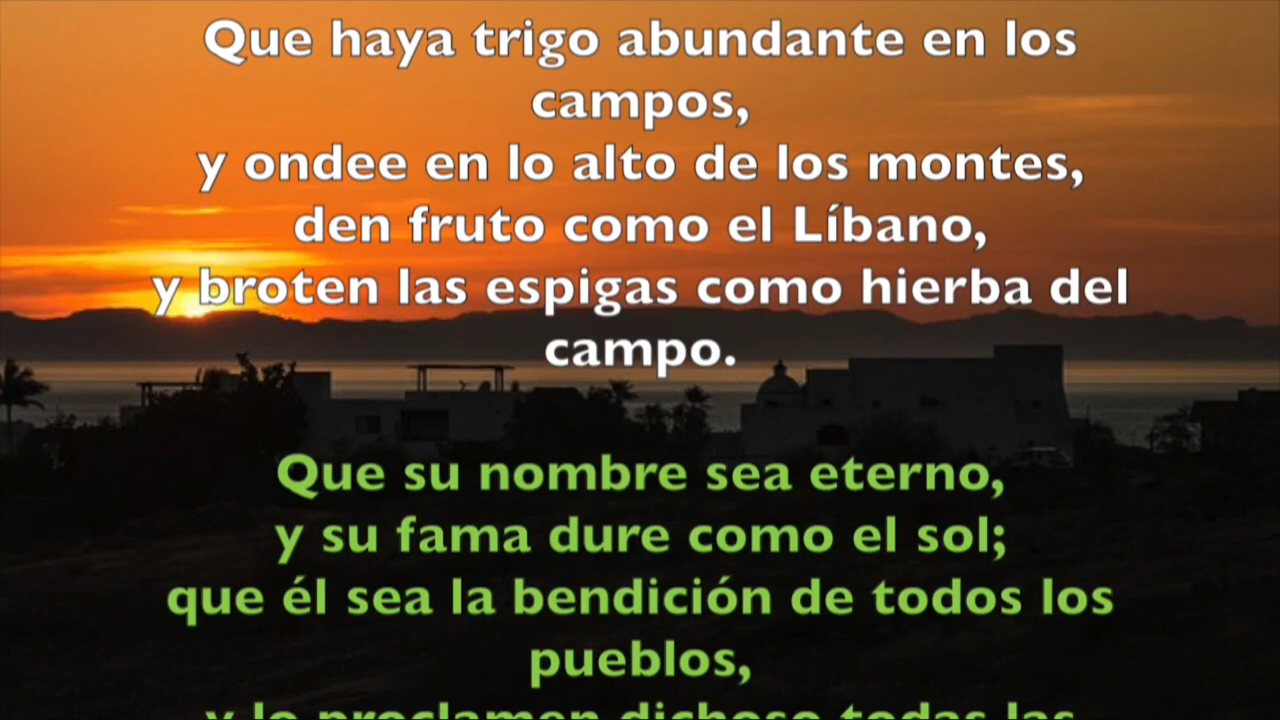 Que haya trigo abundante en los
campos,
y ondee en lo alto de los montes,
den fruto como el Líbano,
y broten las espigas como hierba del
campo.
Que su nombre sea eterno,
y su fama dure como el sol;
que él sea la bendición de todos los
pueblos,
y lo proclamen dichoso todas las